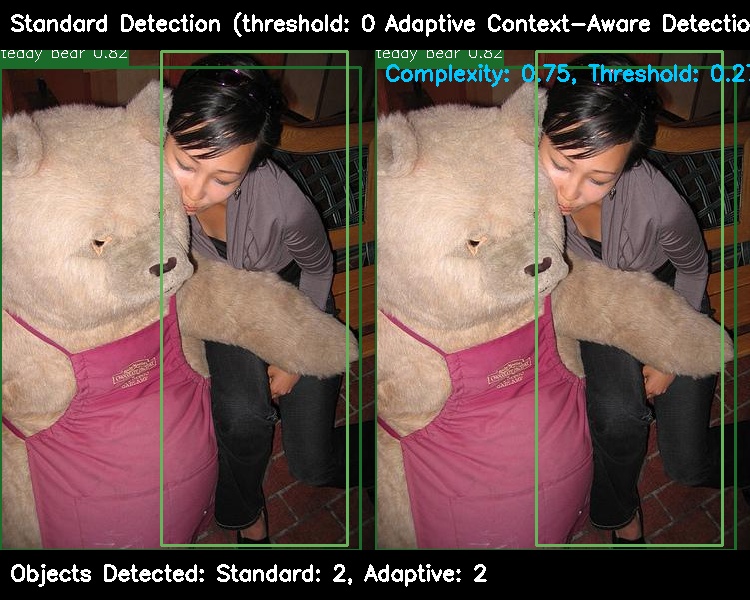 Standard Detection (threshold: 0 Adaptive Context-Aware Detectio
teddy bear 0.82 teddy bear 0.82
Complexity: 0.75, Threshold: 0.27
Objects Detected: Standard: 2, Adaptive: 2